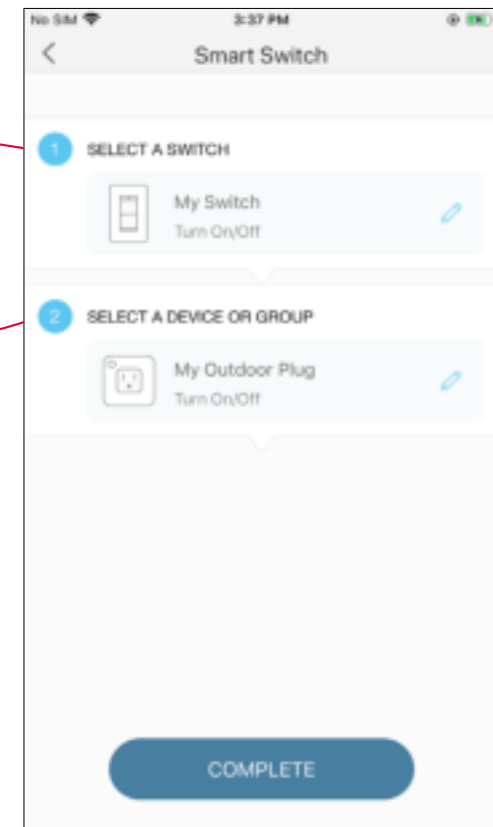 No SIM 3:37 PM
Smart Switch
1 SELECT A SWITCH
My Switch
Turn On/Off
2 SELECT A DEVICE OR GROUP
My Outdoor Plug
Turn On/Off
COMPLETE